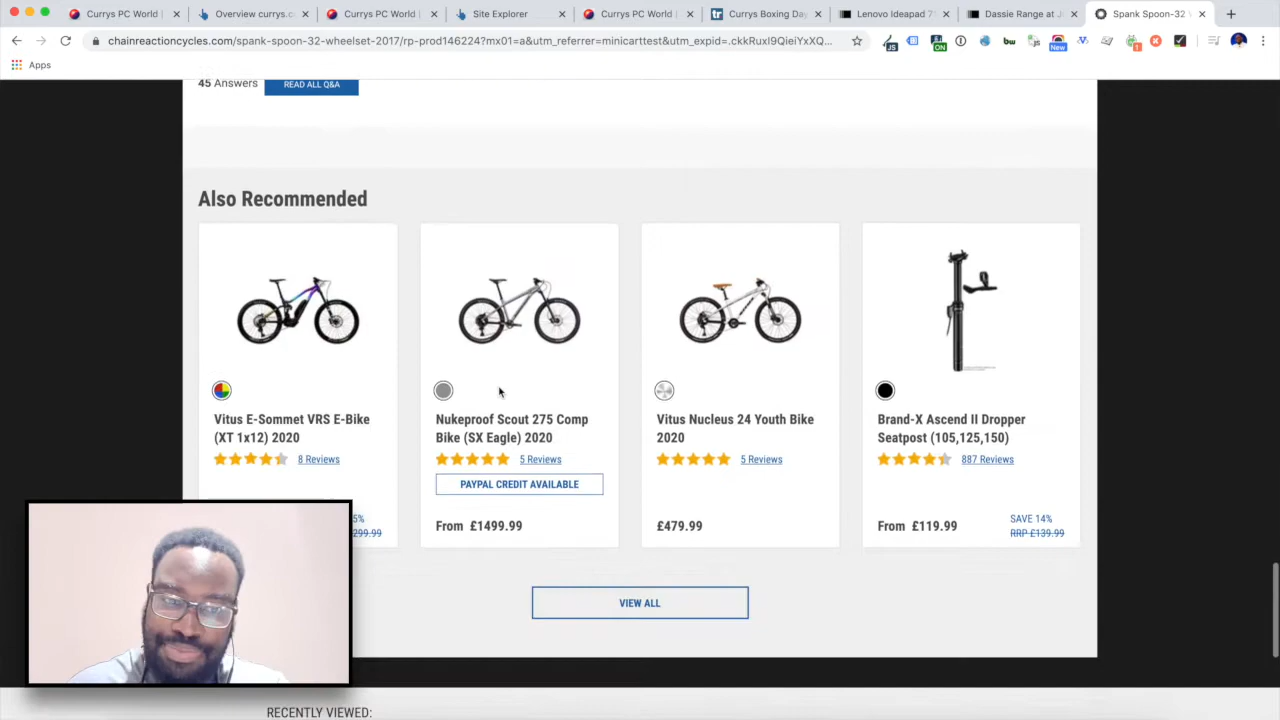 Currys PC World |
Overview currys.c
Currys PC World |
Site Explorer
Currys PC World |
Currys Boxing Da
Lenovo Ideapad 7
Dassie Range at J
Spank Spoon-32
chainreactioncycles.com/spank-spoon-32-wheelset-2017/rp-prod146224?mx01=a&utm_referrer=minicarttest&utm_expid=.ckkRuxI9QIeiYxXQ...
Apps
45 Answers
READ ALL Q&A
Also Recommended
Vitus E-Sommet VRS E-Bike
(XT 1x12) 2020
8 Reviews
5%
299.99
Nukeproof Scout 275 Comp
Bike (SX Eagle) 2020
5 Reviews
PAYPAL CREDIT AVAILABLE
From £1499.99
Vitus Nucleus 24 Youth Bike
2020
5 Reviews
£479.99
Brand-X Ascend II Dropper
Seatpost (105,125,150)
887 Reviews
From £119.99
SAVE 14%
RRP £139.99
VIEW ALL
RECENTLY VIEWED: